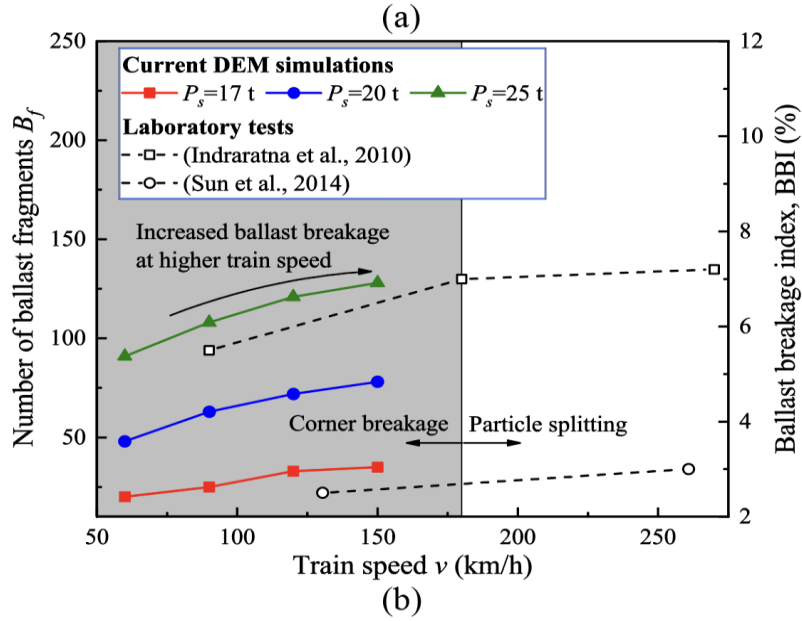 (a)
250
200
150
100
50
Number of ballast fragments B_f
12
10
8
6
4
2
Ballast breakage index, BBI (%)
Current DEM simulations
P_s=17 t P_s=20 t P_s=25 t
Laboratory tests
(Indraratna et al., 2010)
(Sun et al., 2014)
Increased ballast breakage
at higher train speed
Corner breakage Particle splitting
50 100 150 200 250
Train speed v (km/h)
(b)